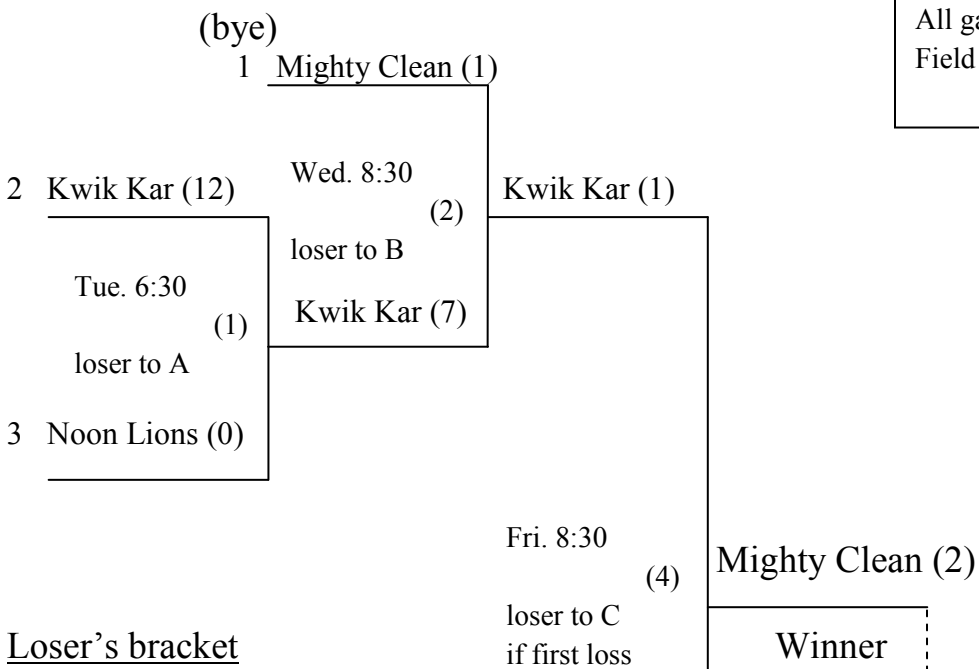 (bye)
1 Mighty Clean (1)
All ga
Field
2 Kwik Kar (12)
Wed. 8:30
(2)
loser to B
Kwik Kar (1)
Tue. 6:30
(1)
loser to A
Kwik Kar (7)
3 Noon Lions (0)
Fri. 8:30
(4)
loser to C
if first loss
Mighty Clean (2)
Winner
Loser's bracket